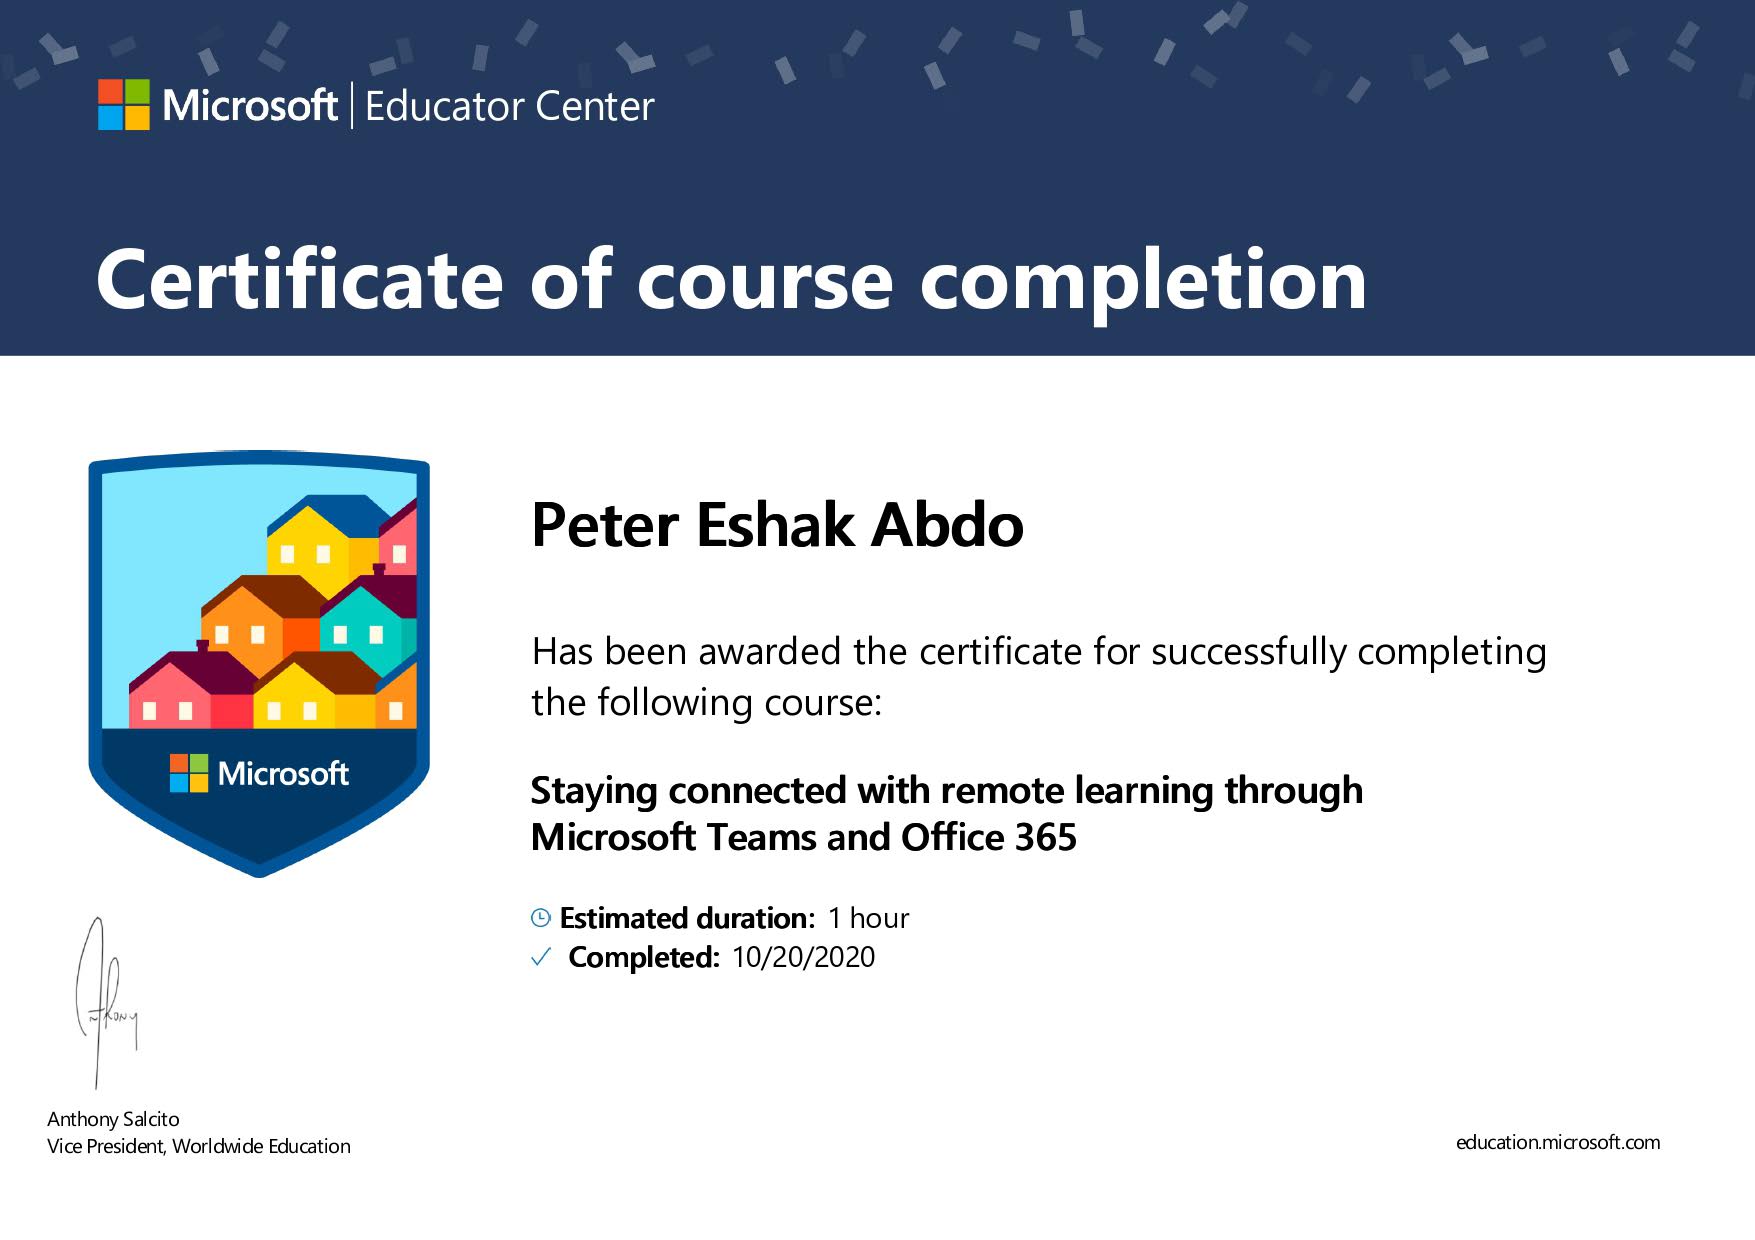 Microsoft | Educator Center
Certificate of course completion
Peter Eshak Abdo
Has been awarded the certificate for successfully completing
the following course:
Staying connected with remote learning through
Microsoft Teams and Office 365
Estimated duration: 1 hour
Completed: 10/20/2020
Microsoft
Anthony
Anthony Salcito
Vice President, Worldwide Education
education.microsoft.com